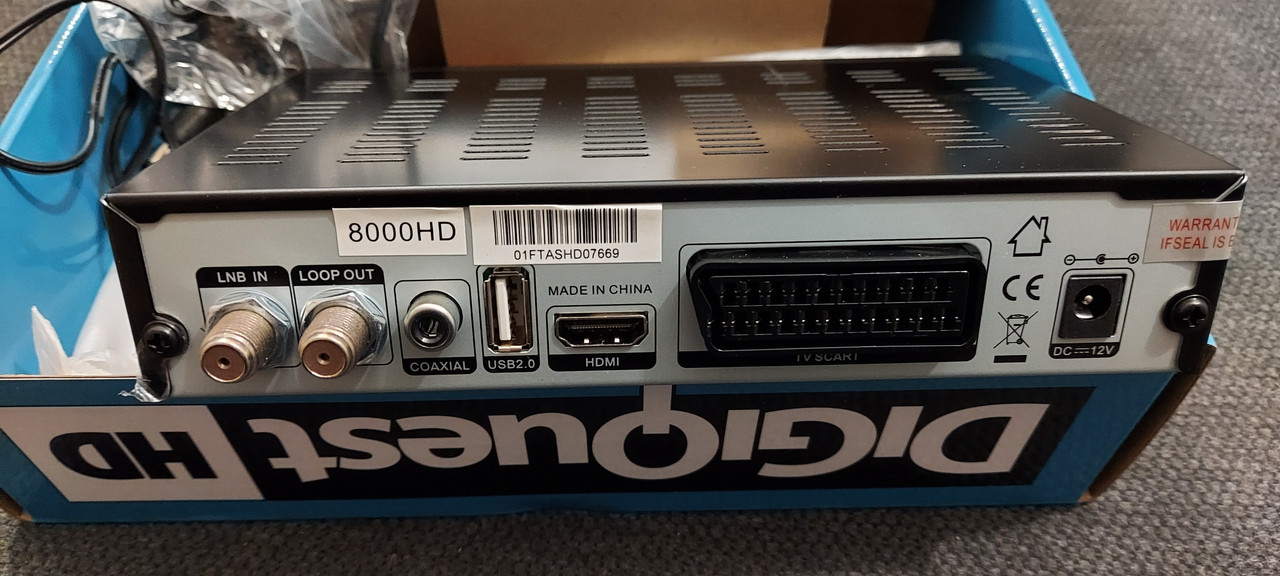 8000HD
01FTASHD07669
WARRANT
IFSEAL IS
LNB IN
LOOP OUT
MADE IN CHINA
CE
COAXIAL
USB2.0
HDMI
TV SCART
DC 12V
DIGIQuest
HD